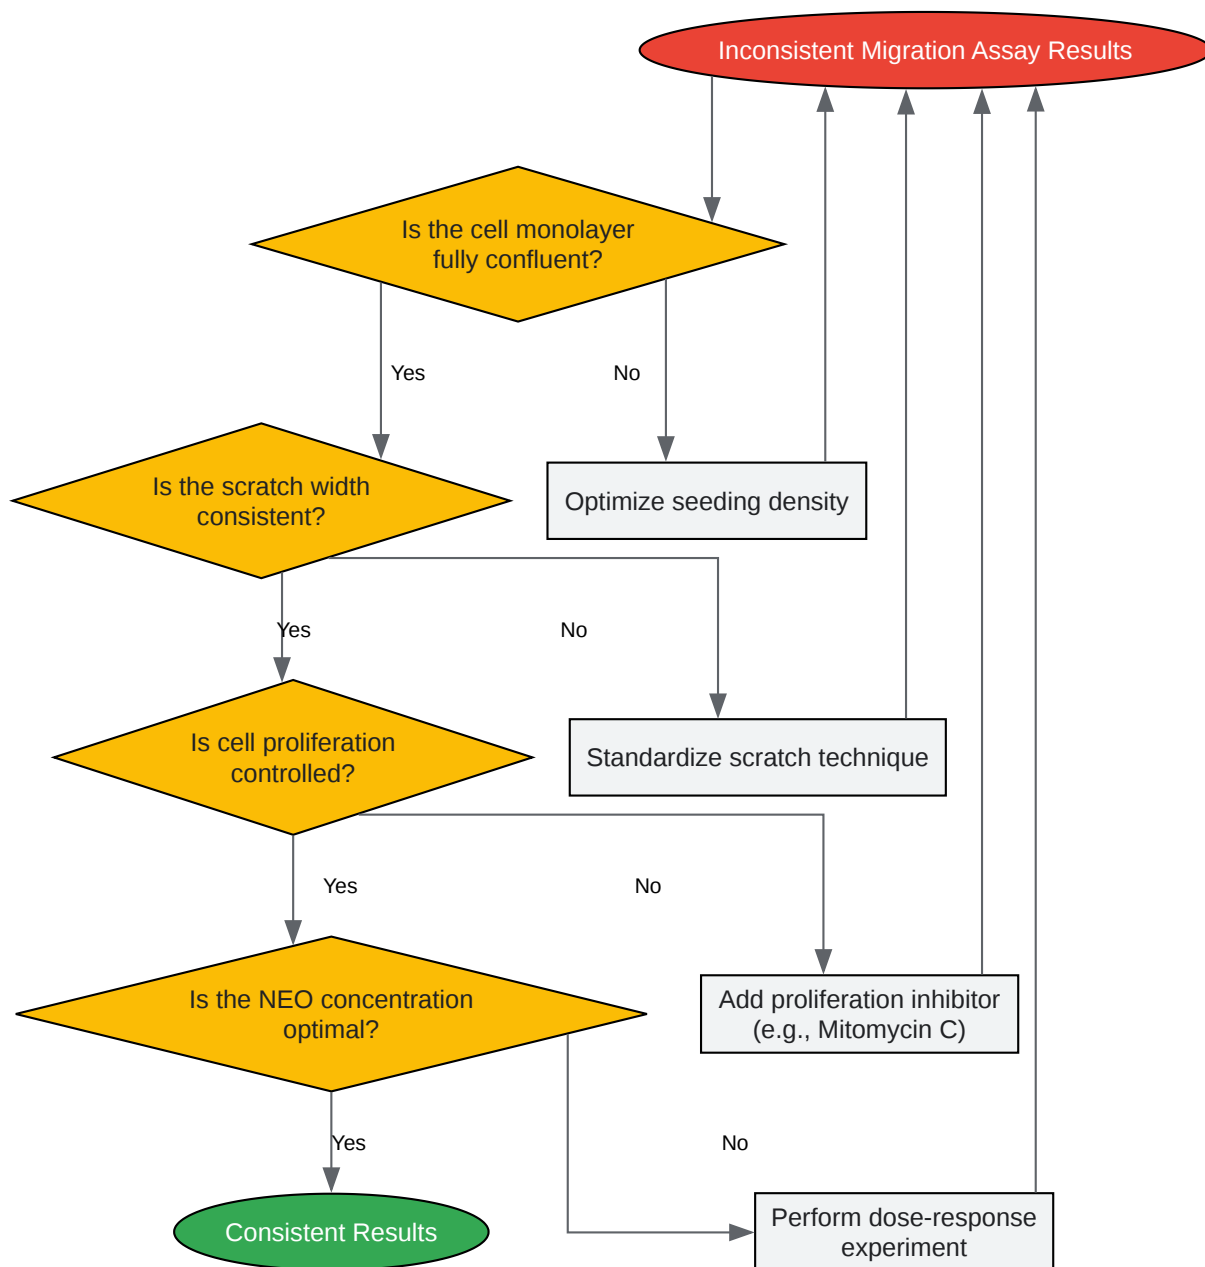 Inconsistent Migration Assay Results
Is the cell monolayer
fully confluent?
Yes
No
Is the scratch width
consistent?
Optimize seeding density
Yes
No
Is cell proliferation
controlled?
Standardize scratch technique
Yes
No
Is the NEO concentration
optimal?
Add proliferation inhibitor
(e.g., Mitomycin C)
Yes
No
Consistent Results
Perform dose-response
experiment